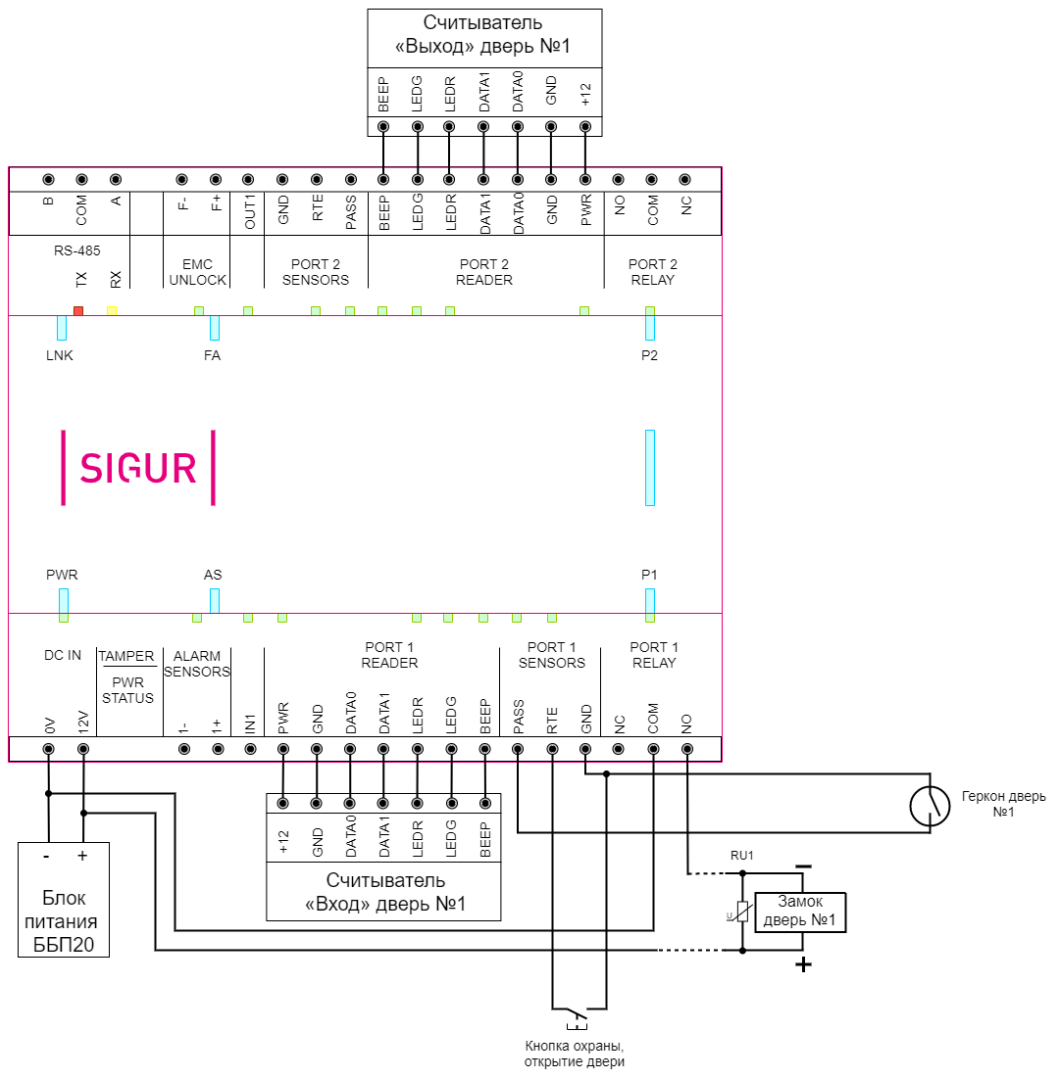 Считыватель
«Выход» дверь №1
BEEP LEDG LEDR DATA1 DATA0 GND +12
B COM A F- F+ OUT1 GND RTE PASS BEEP LEDG LEDR DATA1 DATA0 GND PWR NO COM NC
RS-485
TX RX
EMC
UNLOCK
PORT 2
SENSORS
PORT 2
READER
PORT 2
RELAY
LNK FA P2
SIGUR
PWR AS P1
DC IN
TAMPER
PWR
STATUS
ALARM
SENSORS
PORT 1
READER
PORT 1
SENSORS
PORT 1
RELAY
0V 12V 1- 1+ IN1 PWR GND DATA0 DATA1 LEDR LEDG BEEP PASS RTE GND NC COM NO
+12 GND DATA0 DATA1 LEDR LEDG BEEP
Считыватель
«Вход» дверь №1
Геркон дверь
№1
- +
Блок
питания
ББП20
RU1
−
U
Замок
дверь №1
+
Кнопка охраны,
открытие двери